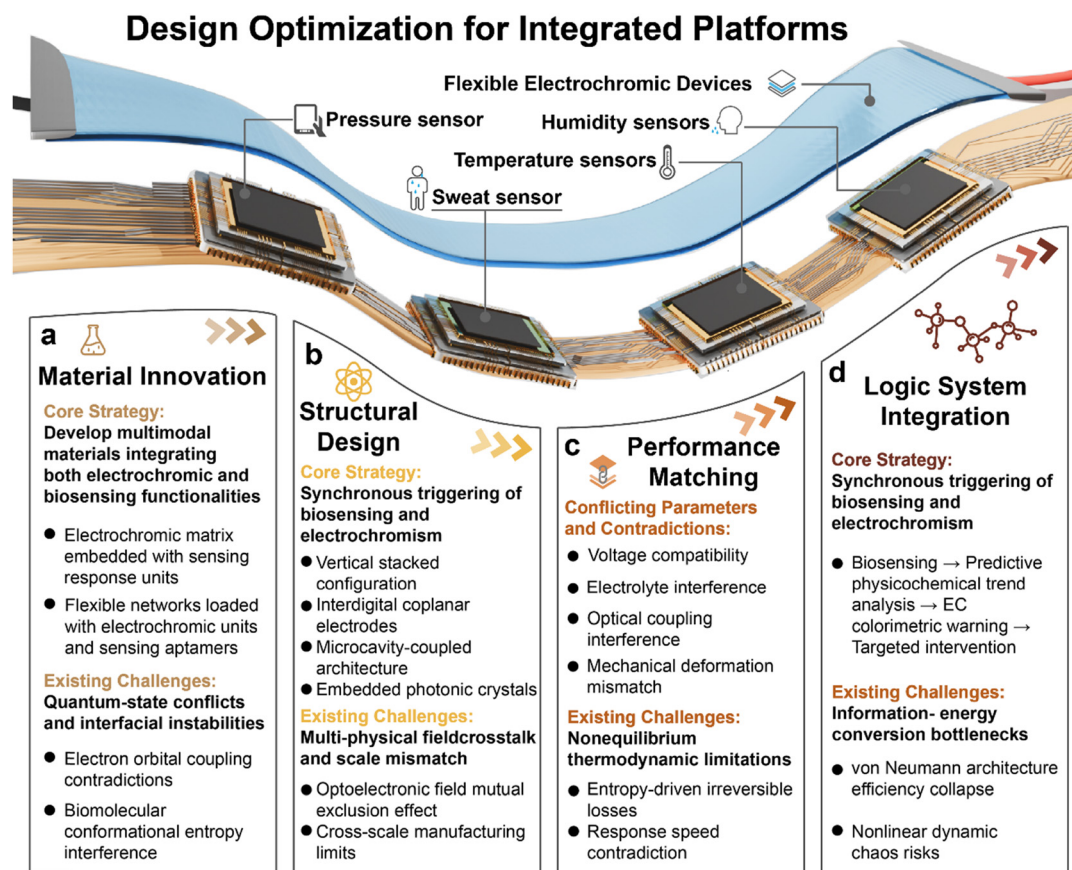 Design Optimization for Integrated Platforms
Flexible Electrochromic Devices
Pressure sensor
Humidity sensors
Temperature sensors
Sweat sensor
a
Material Innovation
Core Strategy:
Develop multimodal
materials integrating
both electrochromic and
biosensing functionalities
● Electrochromic matrix
embedded with sensing
response units
● Flexible networks loaded
with electrochromic units
and sensing aptamers
Existing Challenges:
Quantum-state conflicts
and interfacial instabilities
● Electron orbital coupling
contradictions
● Biomolecular
conformational entropy
interference
b
Structural
Design
Core Strategy:
Synchronous triggering of
biosensing and
electrochromism
● Vertical stacked
configuration
● Interdigital coplanar
electrodes
● Microcavity-coupled
architecture
● Embedded photonic crystals
Existing Challenges:
Multi-physical fieldcrosstalk
and scale mismatch
● Optoelectronic field mutual
exclusion effect
● Cross-scale manufacturing
limits
c
Performance
Matching
Conflicting Parameters
and Contradictions:
● Voltage compatibility
● Electrolyte interference
● Optical coupling
interference
● Mechanical deformation
mismatch
Existing Challenges:
Nonequilibrium
thermodynamic limitations
● Entropy-driven irreversible
losses
● Response speed
contradiction
d
Logic System
Integration
Core Strategy:
Synchronous triggering of
biosensing and
electrochromism
● Biosensing → Predictive
physicochemical trend
analysis → EC
colorimetric warning →
Targeted intervention
Existing Challenges:
Information- energy
conversion bottlenecks
● von Neumann architecture
efficiency collapse
● Nonlinear dynamic
chaos risks